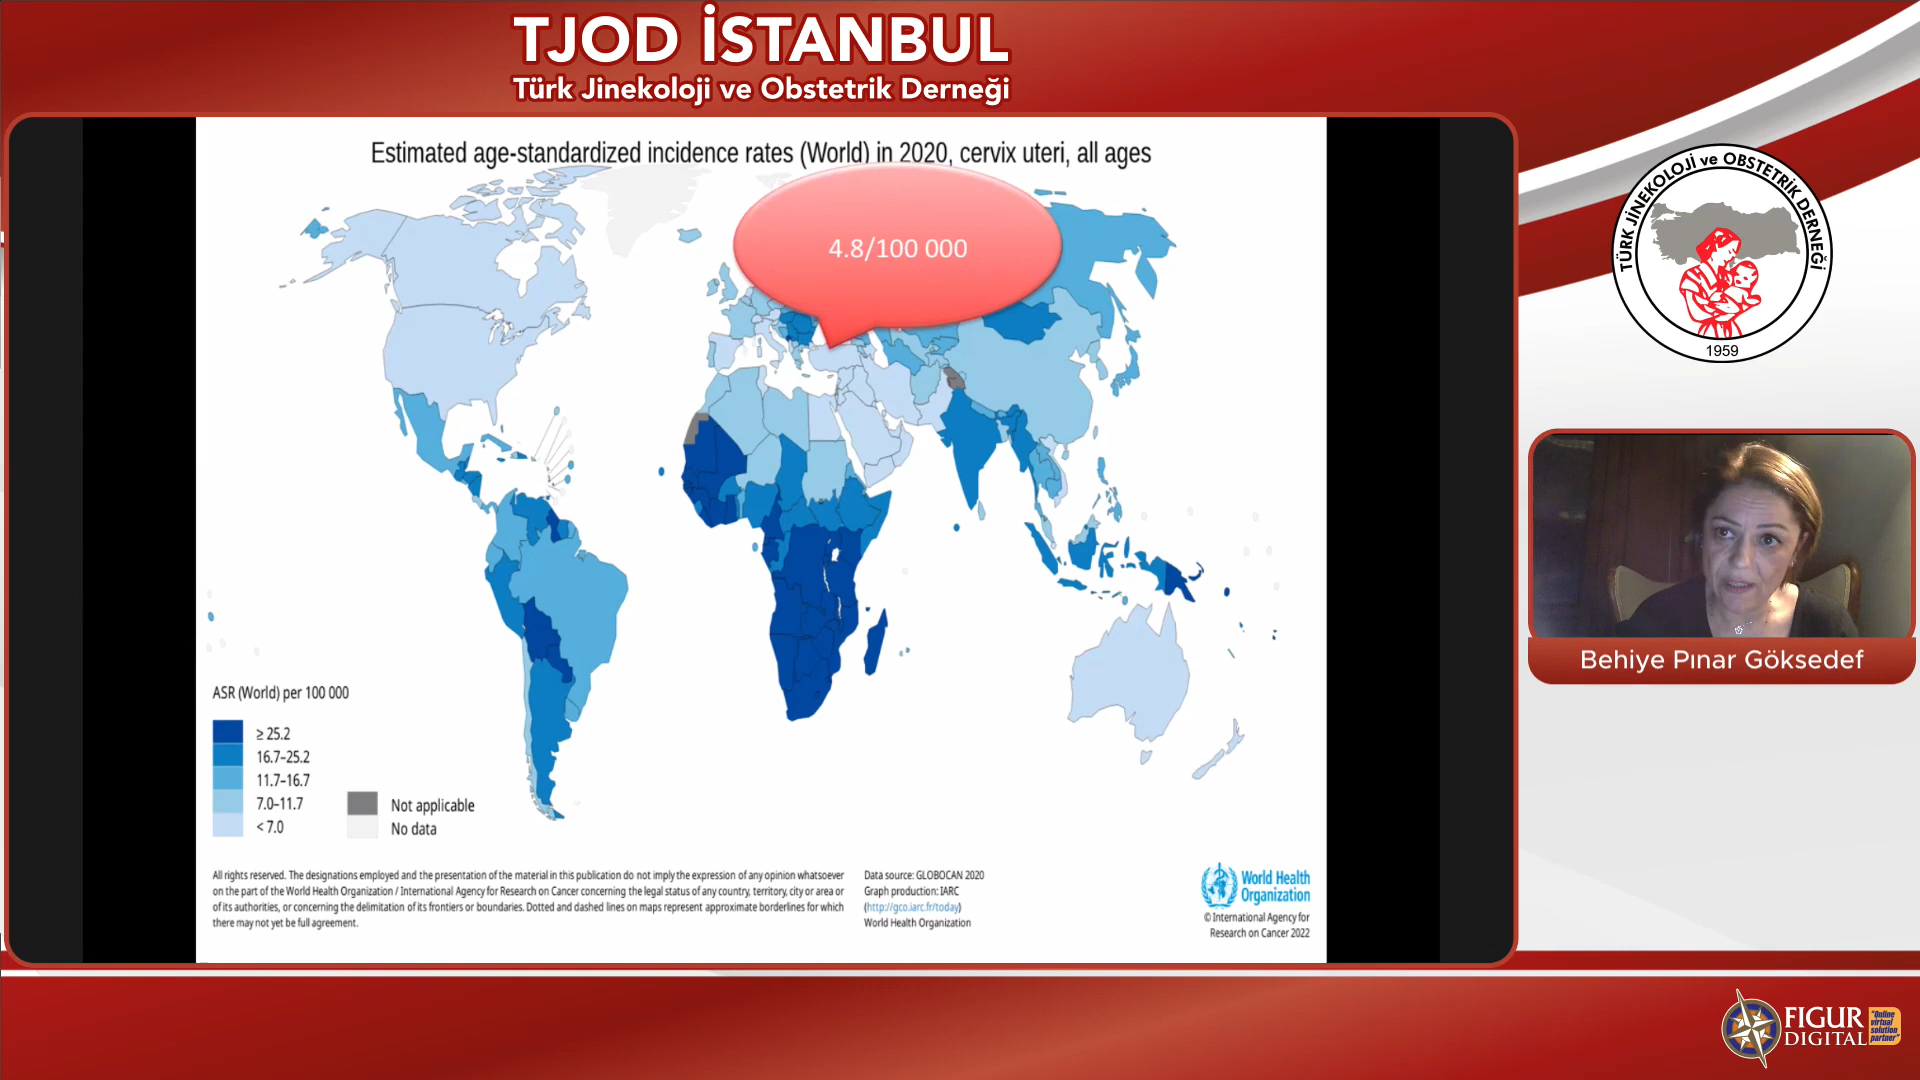 TJOD İSTANBUL
Türk Jinekoloji ve Obstetrik Derneği
Estimated age-standardized incidence rates (World) in 2020, cervix uteri, all ages
4.8/100 000
ASR (World) per 100 000
≥ 25.2
16.7–25.2
11.7–16.7
7.0–11.7
< 7.0
Not applicable
No data
All rights reserved. The designations employed and the presentation of the material in this publication do not imply the expression of any opinion whatsoever
on the part of the World Health Organization / International Agency for Research on Cancer concerning the legal status of any country, territory, city or area or
of its authorities, or concerning the delimitation of its frontiers or boundaries. Dotted and dashed lines on maps represent approximate borderlines for which
there may not yet be full agreement.
Data source: GLOBOCAN 2020
Graph production: IARC
(http://gco.iarc.fr/today)
World Health Organization
World Health
Organization
© International Agency for
Research on Cancer 2022
TÜRK JİNEKOLOJİ ve OBSTETRİK DERNEĞİ
1959
Behiye Pınar Göksedef
FIGUR
DIGITAL
"Online
virtual
solution
partner"